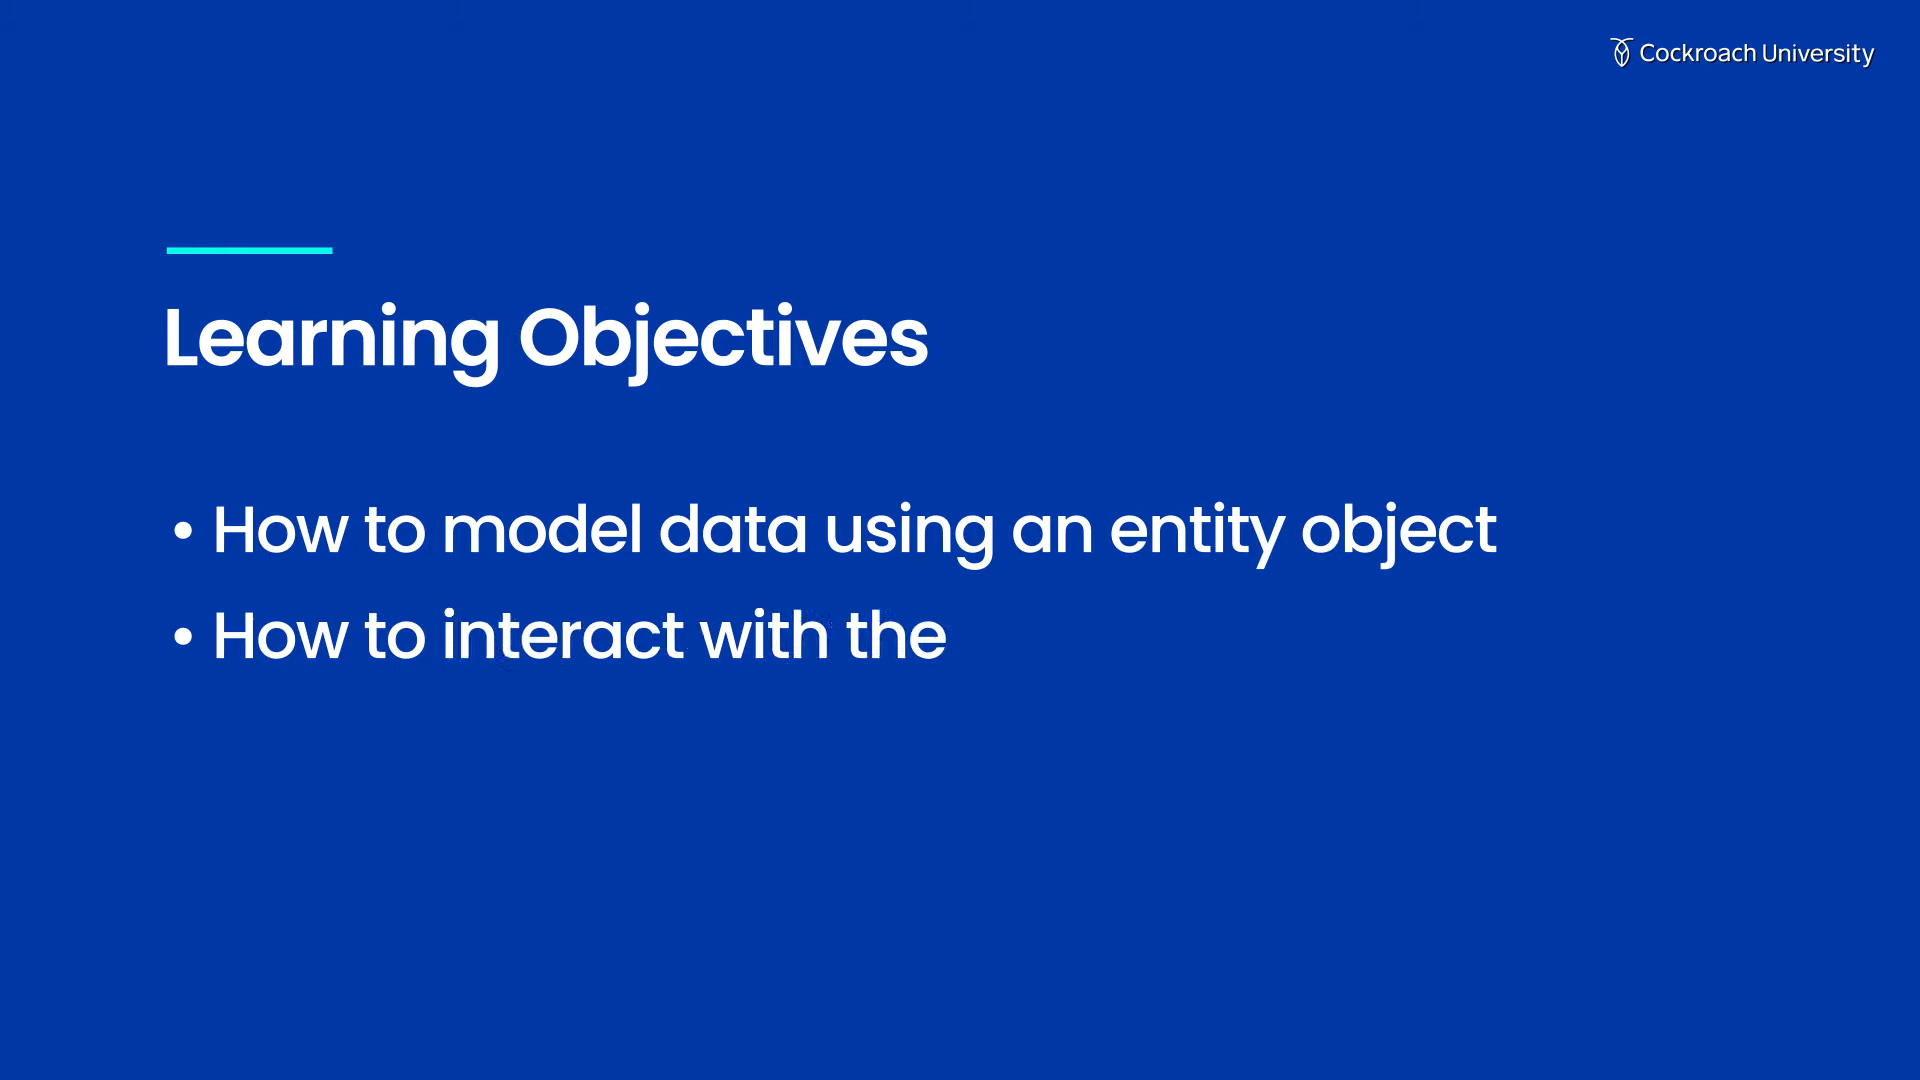 Cockroach University
Learning Objectives
• How to model data using an entity object
• How to interact with the